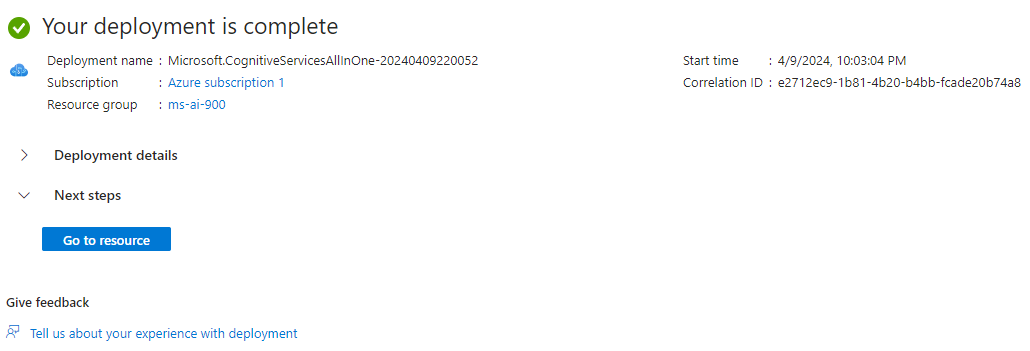 Your deployment is complete
Deployment name : Microsoft.CognitiveServicesAllInOne-20240409220052
Subscription : Azure subscription 1
Resource group : ms-ai-900
Start time : 4/9/2024, 10:03:04 PM
Correlation ID : e2712ec9-1b81-4b20-b4bb-fcade20b74a8
Deployment details
Next steps
Go to resource
Give feedback
Tell us about your experience with deployment